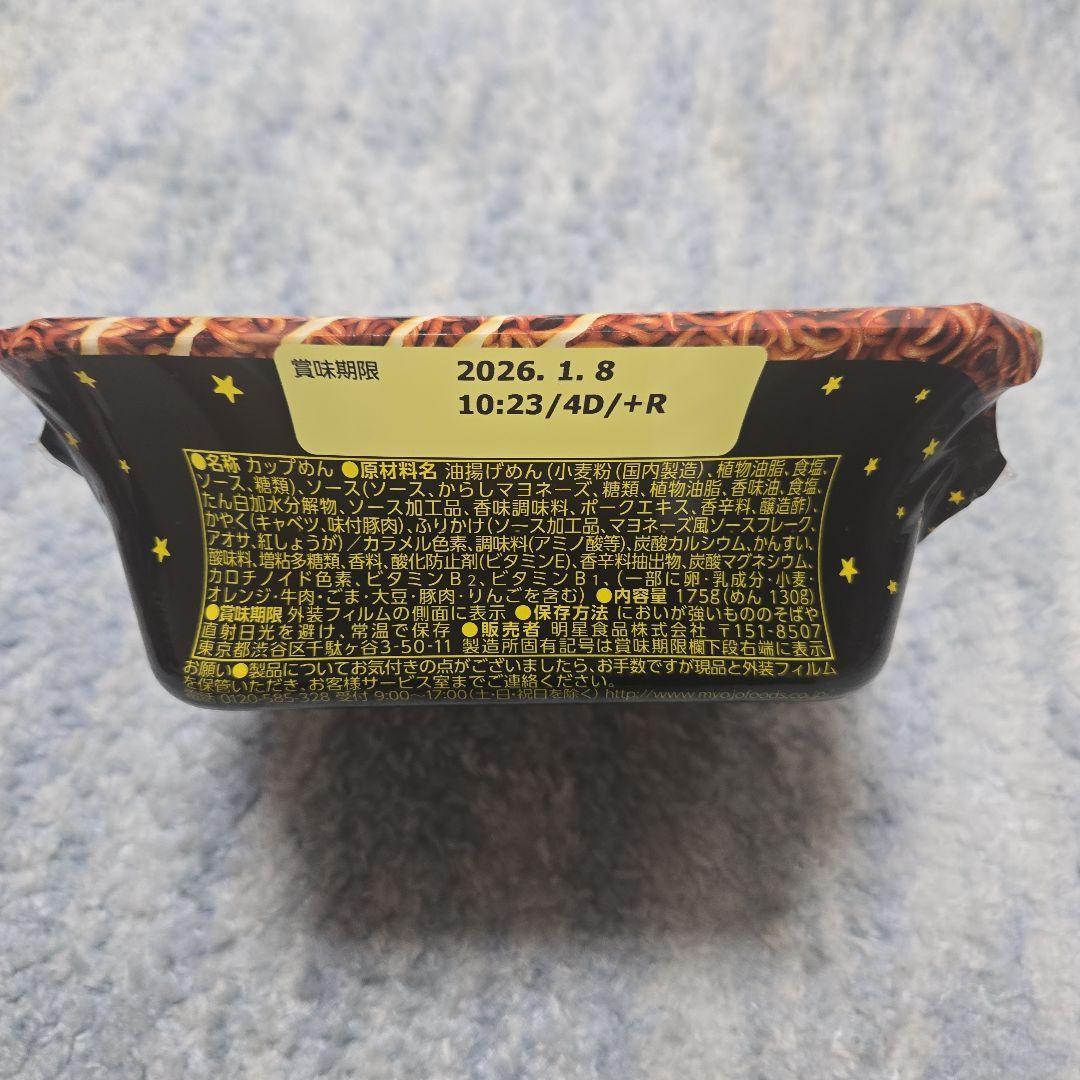 賞味期限 2026. 1. 8
10:23/4D/+R
●名称 カップめん ●原材料名 油揚げめん(小麦粉(国内製造)、植物油脂、食塩、
ソース、糖類)、ソース(ソース、からしマヨネーズ、糖類、植物油脂、香味油、食塩、
たん白加水分解物、ソース加工品、香味調味料、ポークエキス、香辛料、醸造酢)、
かやく(キャベツ、味付豚肉)、ふりかけ(ソース加工品、マヨネーズ風ソースフレーク、
アオサ、紅しょうが)/カラメル色素、調味料(アミノ酸等)、炭酸カルシウム、かんすい、
酸味料、増粘多糖類、香料、酸化防止剤(ビタミンE)、香辛料抽出物、炭酸マグネシウム、
カロチノイド色素、ビタミンB₂、ビタミンB₁、(一部に卵・乳成分・小麦・
オレンジ・牛肉・ごま・大豆・豚肉・りんごを含む) ●内容量 175g(めん 130g)
●賞味期限 外装フィルムの側面に表示 ●保存方法 においが強いもののそばや
直射日光を避け、常温で保存 ●販売者 明星食品株式会社 〒151-8507
東京都渋谷区千駄ヶ谷3-50-11 製造所固有記号は賞味期限欄下段右端に表示
お願い●製品についてお気付きの点がございましたら、お手数ですが現品と外装フィルム
を保管いただき、お客様サービス室までご連絡ください。
0120-585-328 受付 9:00〜17:00(土・日・祝日を除く) http://www.myojofoods.co.jp/